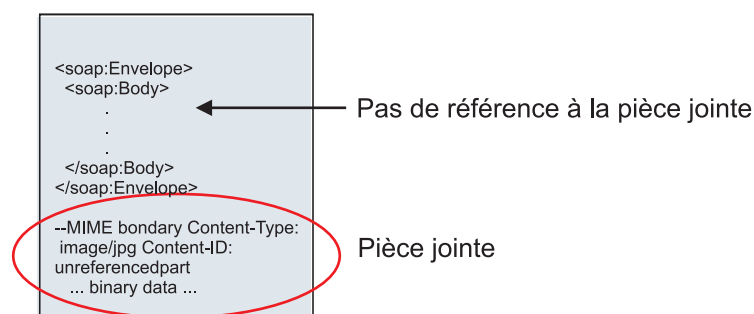 <soap:Envelope>
<soap:Body>
.
.
.
</soap:Body>
</soap:Envelope>
--MIME bondary Content-Type:
image/jpg Content-ID:
unreferencedpart
... binary data ...
Pas de référence à la pièce jointe
Pièce jointe